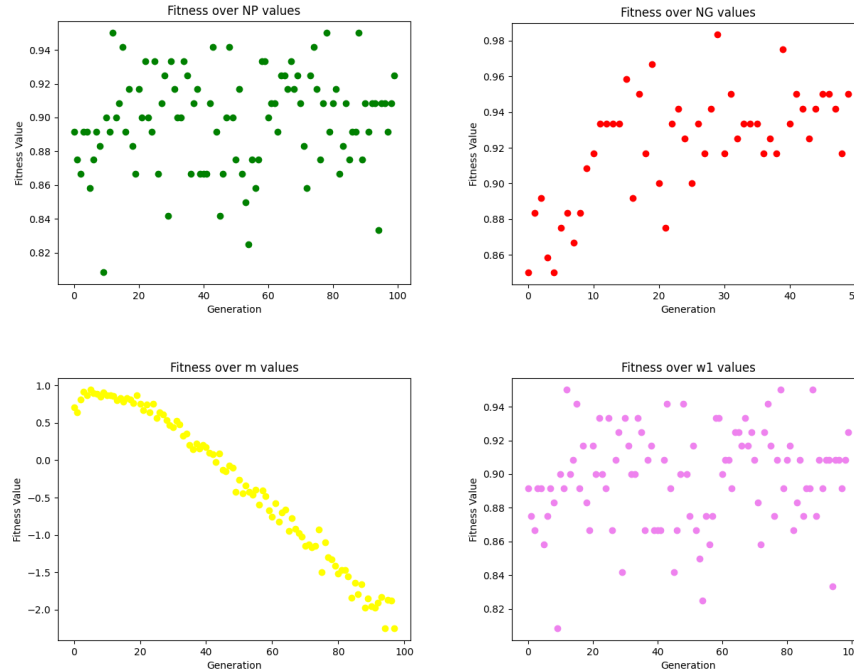 Fitness over NP values
Fitness Value
0.94
0.92
0.90
0.88
0.86
0.84
0.82
0 20 40 60 80 100
Generation
Fitness over NG values
Fitness Value
0.98
0.96
0.94
0.92
0.90
0.88
0.86
0 10 20 30 40 50
Generation
Fitness over m values
Fitness Value
1.0
0.5
0.0
−0.5
−1.0
−1.5
−2.0
0 20 40 60 80 100
Generation
Fitness over w1 values
Fitness Value
0.94
0.92
0.90
0.88
0.86
0.84
0.82
0 20 40 60 80 100
Generation